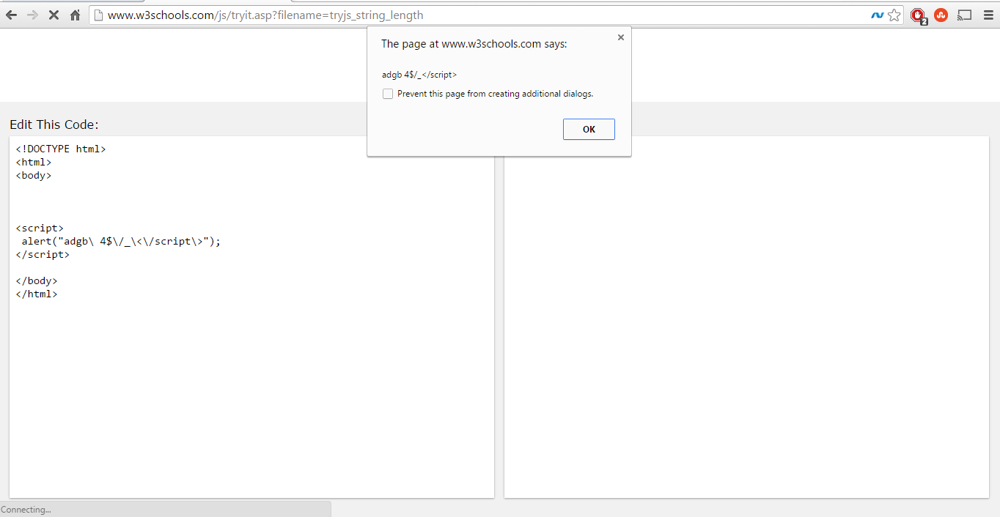 www.w3schools.com/js/tryit.asp?filename=tryjs_string_length
2
The page at www.w3schools.com says:
adgb 4$/_</script>
Prevent this page from creating additional dialogs.
OK
Edit This Code:
<!DOCTYPE html>
<html>
<body>
<script>
alert("adgb\ 4$\/_\<\/script\>");
</script>
</body>
</html>
Connecting...